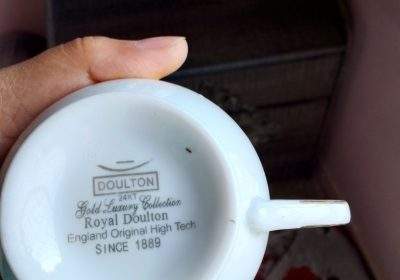 DOULTON
24KT
Gold Luxury Collection
Royal Doulton
England Original High Tech
SINCE 1889